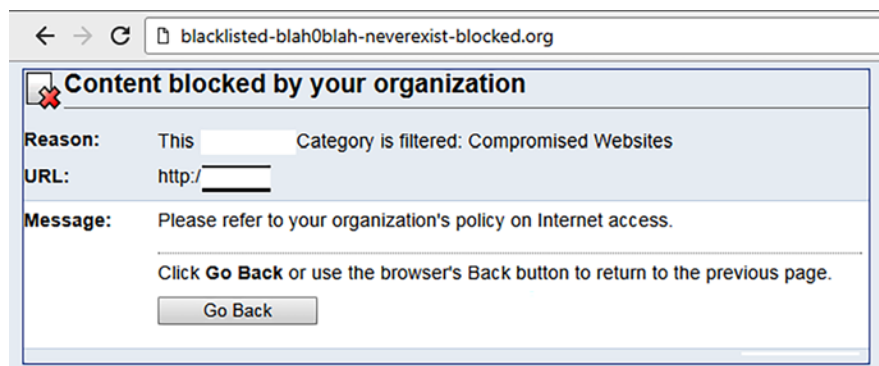 blacklisted-blah0blah-neverexist-blocked.org
Content blocked by your organization
Reason: This Category is filtered: Compromised Websites
URL: http:/
Message: Please refer to your organization's policy on Internet access.
Click Go Back or use the browser's Back button to return to the previous page.
Go Back